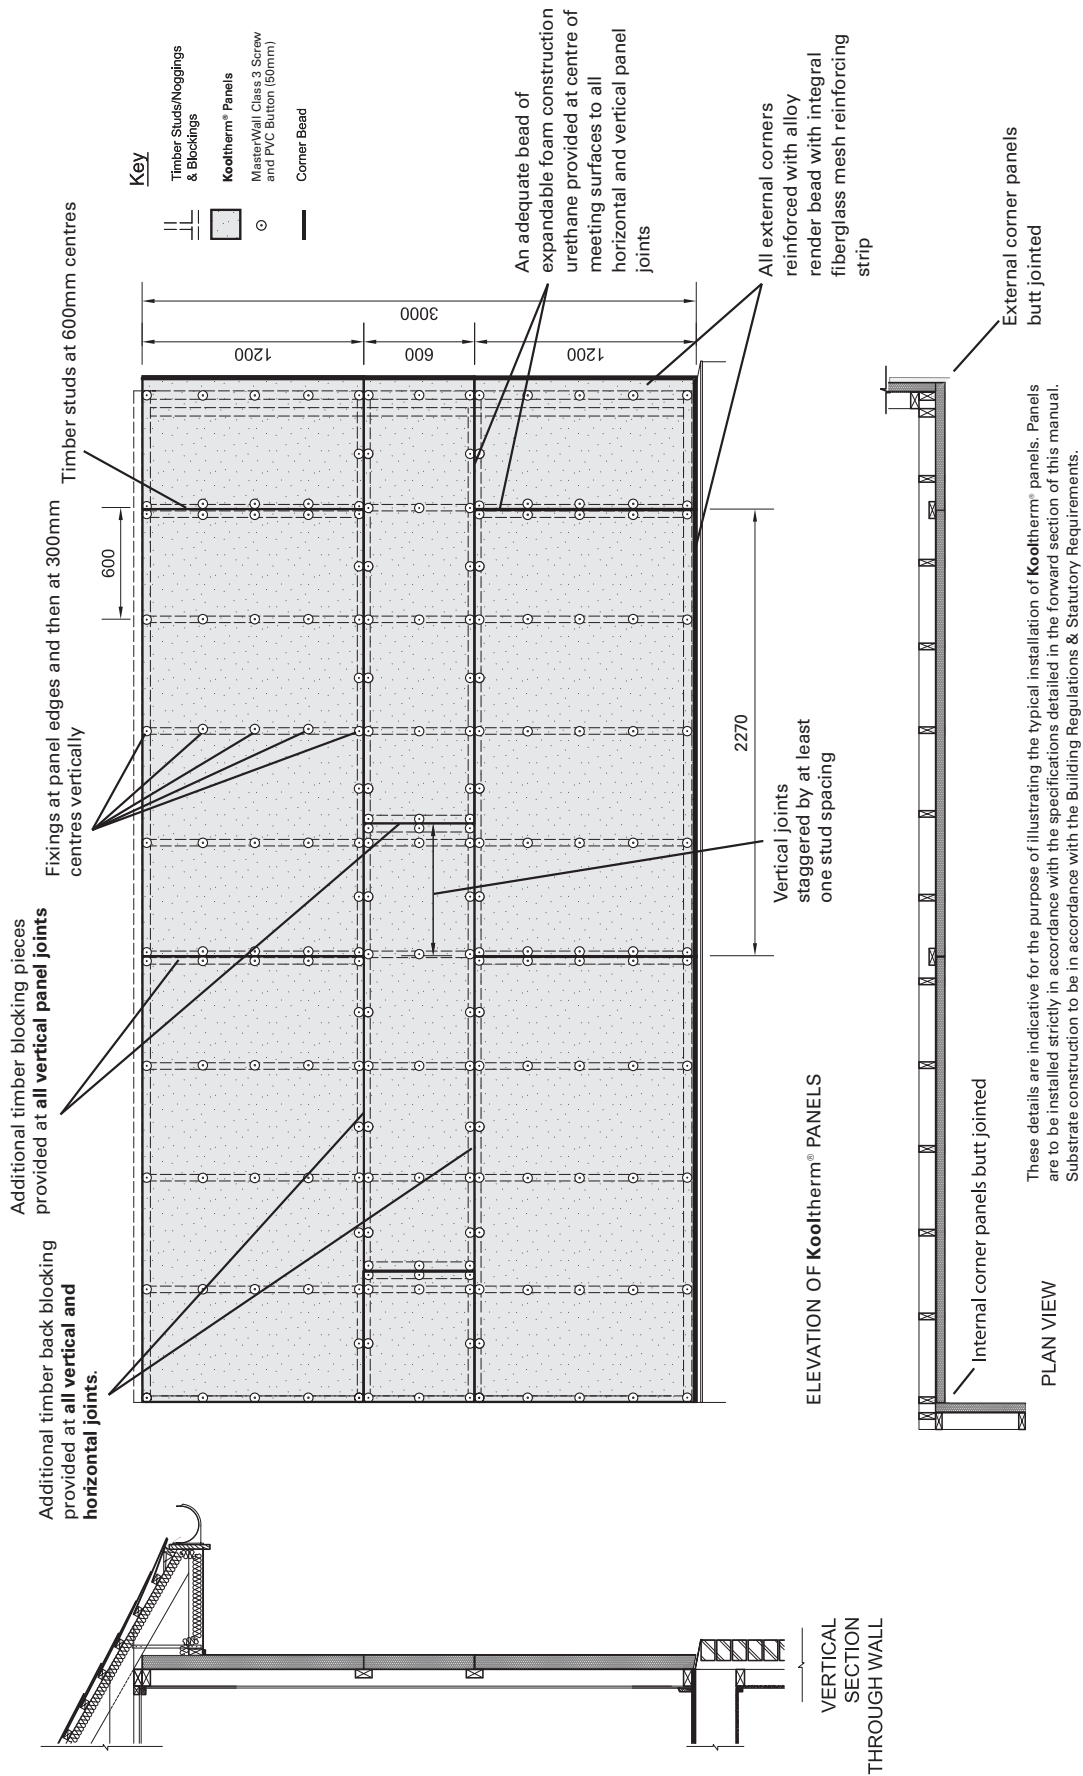 Additional timber back blocking
provided at all vertical and
horizontal joints.
Additional timber blocking pieces
provided at all vertical panel joints
Fixings at panel edges and then at 300mm
centres vertically
Timber studs at 600mm centres
600
Key
Timber Studs/Noggings
& Blockings
Kooltherm® Panels
MasterWall Class 3 Screw
and PVC Button (50mm)
Corner Bead
1200
600
1200
3000
An adequate bead of
expandable foam construction
urethane provided at centre of
meeting surfaces to all
horizontal and vertical panel
joints
All external corners
reinforced with alloy
render bead with integral
fiberglass mesh reinforcing
strip
2270
Vertical joints
staggered by at least
one stud spacing
ELEVATION OF Kooltherm® PANELS
VERTICAL
SECTION
THROUGH WALL
External corner panels
butt jointed
Internal corner panels butt jointed
PLAN VIEW
These details are indicative for the purpose of illustrating the typical installation of Kooltherm® panels. Panels
are to be installed strictly in accordance with the specifications detailed in the forward section of this manual.
Substrate construction to be in accordance with the Building Regulations & Statutory Requirements.